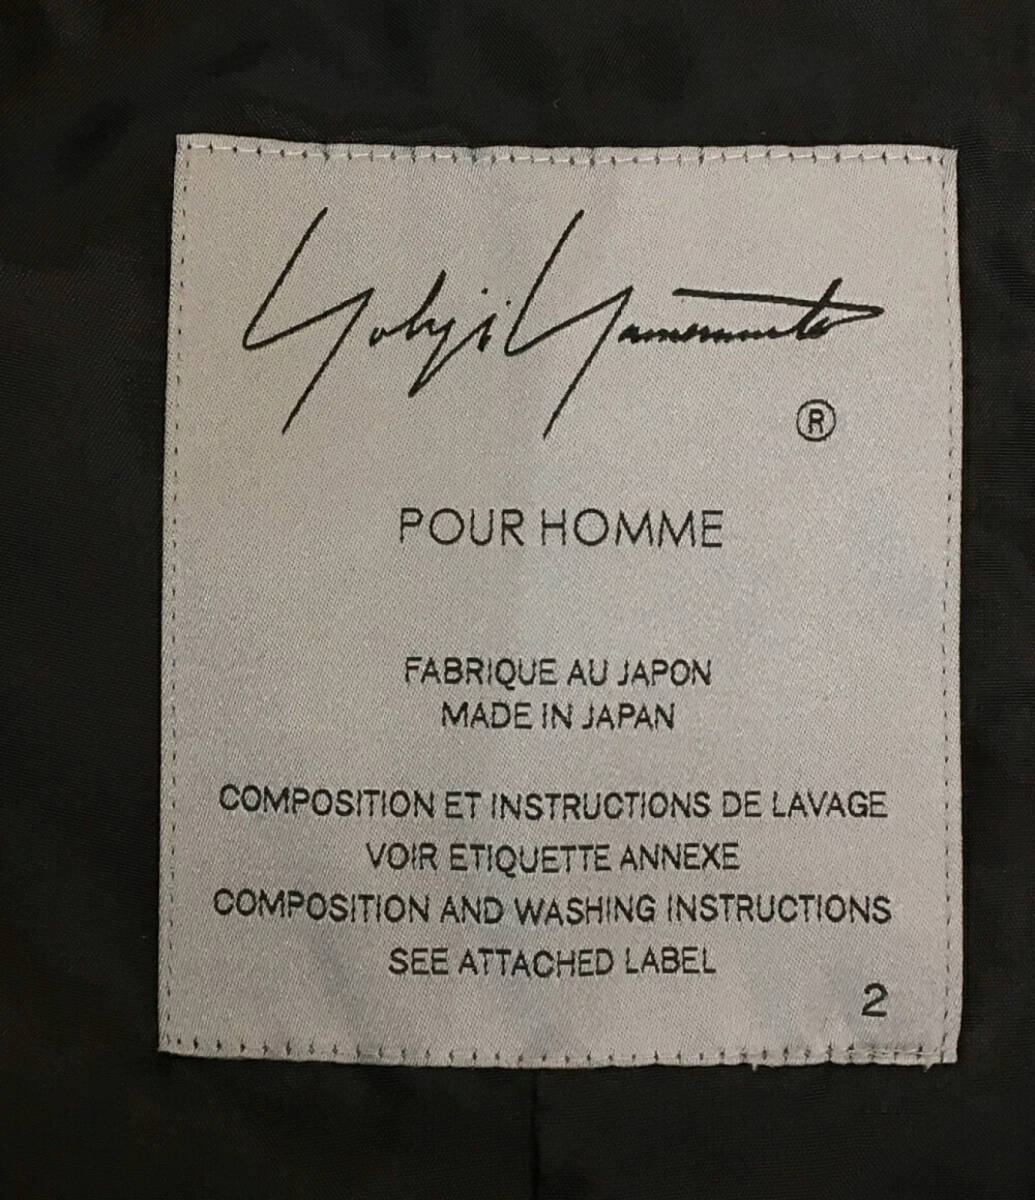 Yohji Yamamoto
®
POUR HOMME
FABRIQUE AU JAPON
MADE IN JAPAN
COMPOSITION ET INSTRUCTIONS DE LAVAGE
VOIR ETIQUETTE ANNEXE
COMPOSITION AND WASHING INSTRUCTIONS
SEE ATTACHED LABEL
2